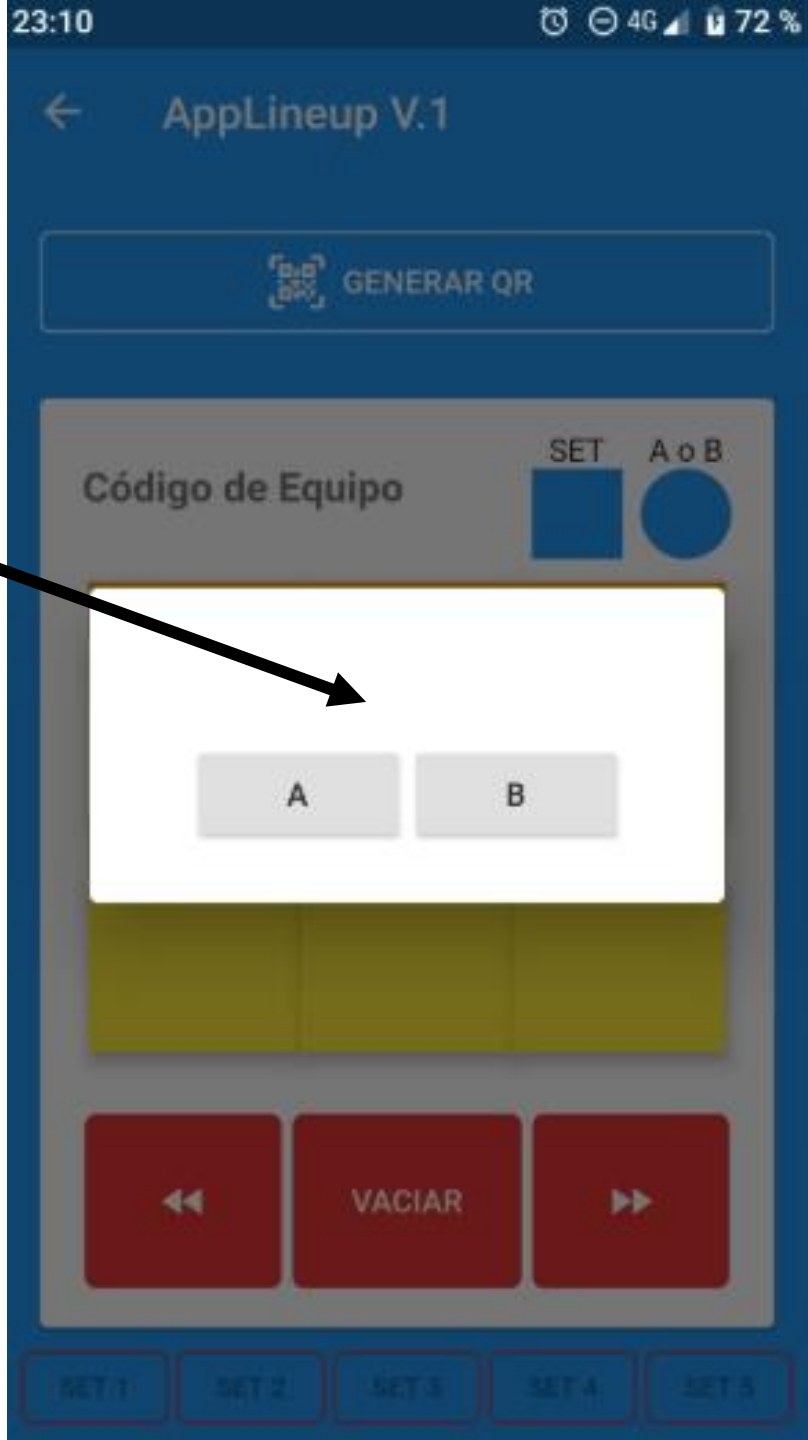 23:10 4G 72 %
AppLineup V.1
GENERAR QR
SET A o B
Código de Equipo
A B
VACIAR
SET 1 SET 2 SET 3 SET 4 SET 5